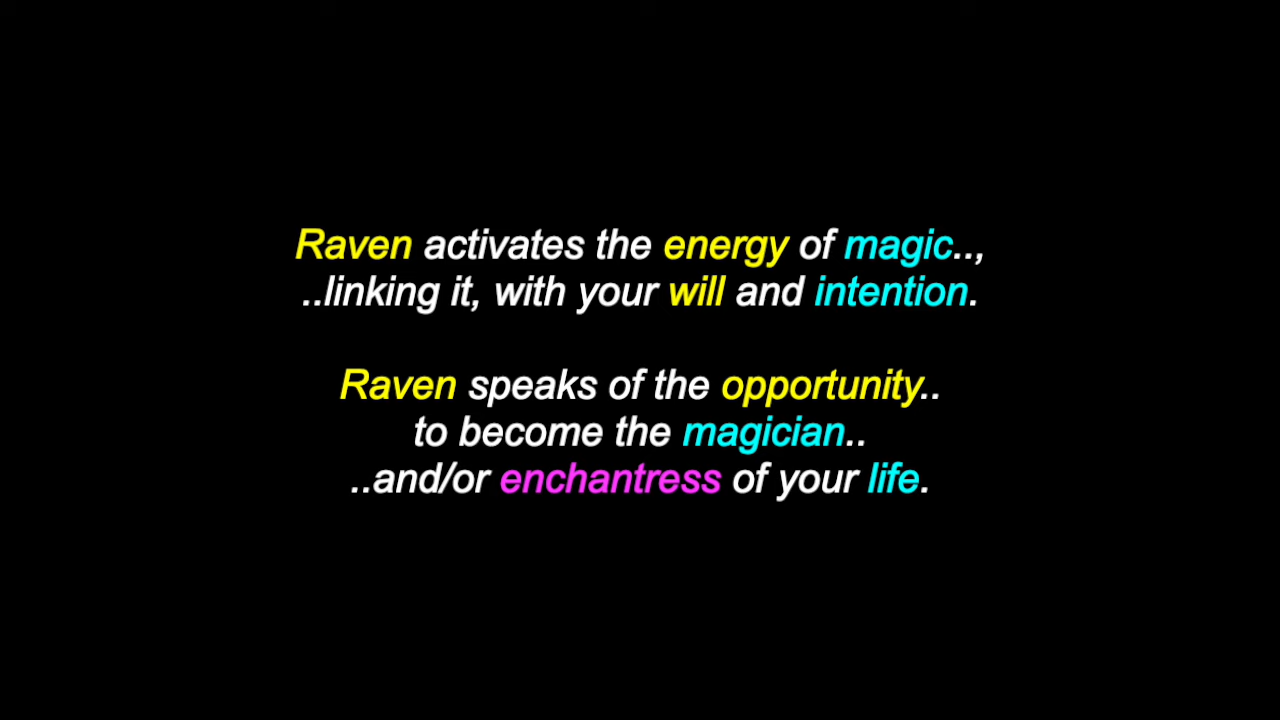 Raven activates the energy of magic..,
..linking it, with your will and intention.
Raven speaks of the opportunity..
to become the magician..
..and/or enchantress of your life.